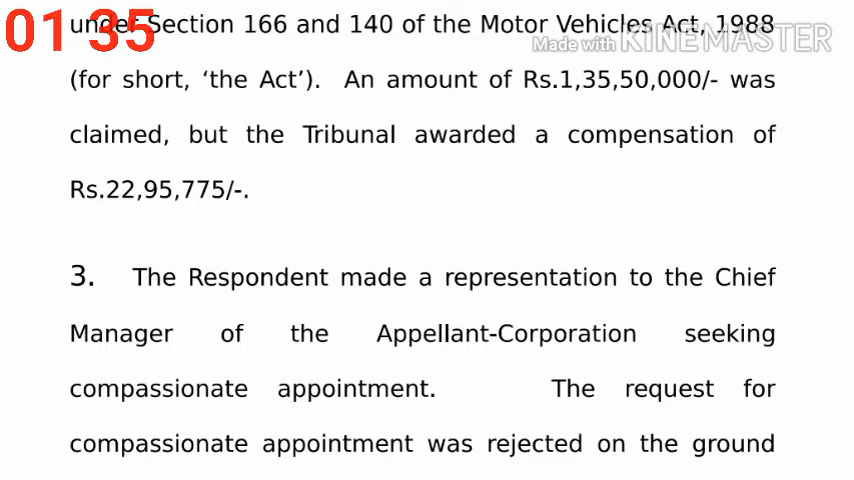 01 35
under Section 166 and 140 of the Motor Vehicles Act, 1988
Made with KINEMASTER
(for short, ‘the Act’). An amount of Rs.1,35,50,000/- was
claimed, but the Tribunal awarded a compensation of
Rs.22,95,775/-.
3. The Respondent made a representation to the Chief
Manager of the Appellant-Corporation seeking
compassionate appointment. The request for
compassionate appointment was rejected on the ground